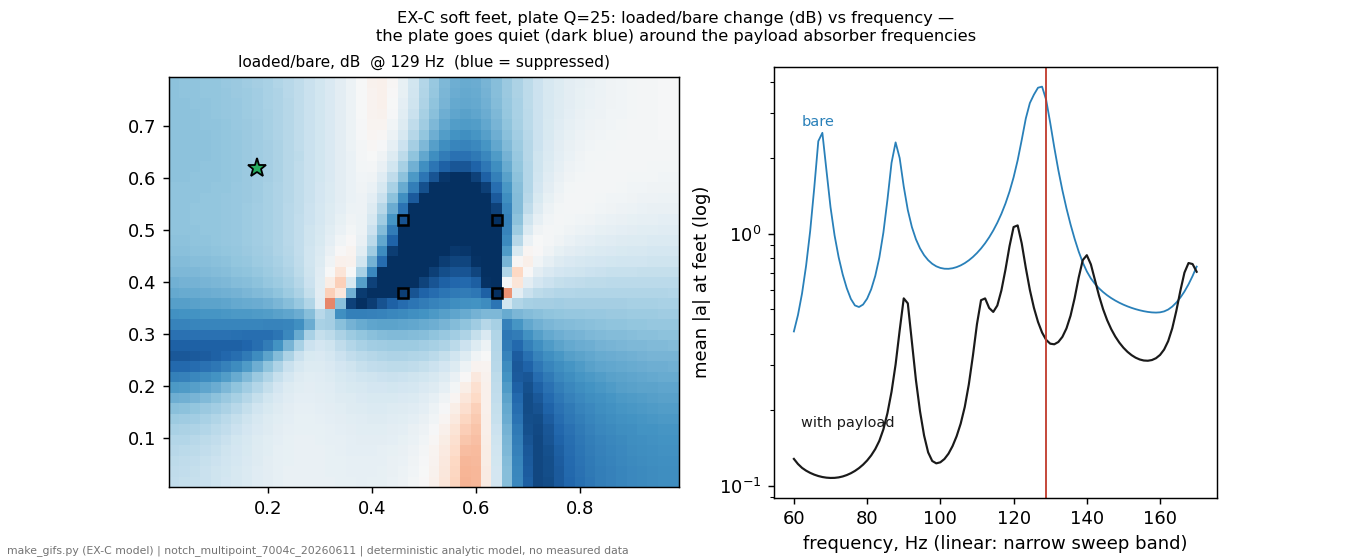 EX-C soft feet, plate Q=25: loaded/bare change (dB) vs frequency —
the plate goes quiet (dark blue) around the payload absorber frequencies
loaded/bare, dB @ 129 Hz (blue = suppressed)
0.7
0.6
0.5
0.4
0.3
0.2
0.1
0.2
0.4
0.6
0.8
mean |a| at feet (log)
10⁰
10⁻¹
bare
with payload
60
80
100
120
140
160
frequency, Hz (linear: narrow sweep band)
make_gifs.py (EX-C model) | notch_multipoint_7004c_20260611 | deterministic analytic model, no measured data